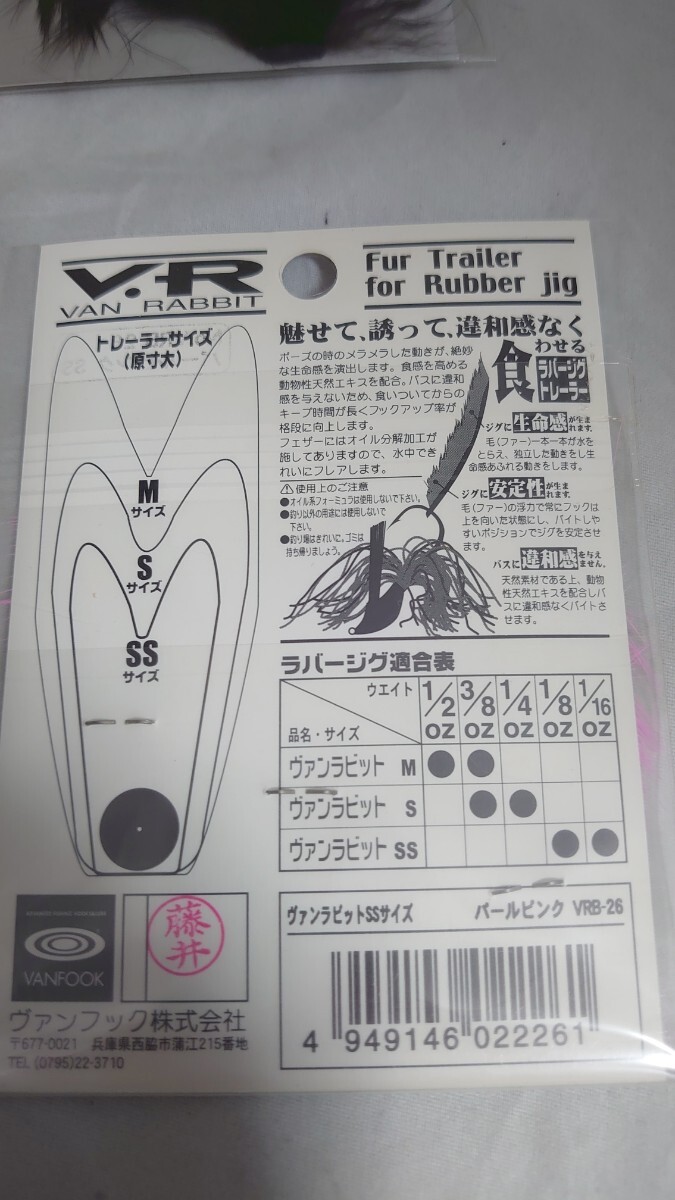 V.R
VAN RABBIT
Fur Trailer
for Rubber jig
トレーラーサイズ
(原寸大)
M
サイズ
S
サイズ
SS
サイズ
魅せて、誘って、違和感なく
食わせる
ラバージグ
トレーラー
ポーズの時のメラメラした動きが、絶妙
な生命感を演出します。食感を高める
動物性天然エキスを配合。バスに違和
感を与えないため、食いついてからの
キープ時間が長くフックアップ率が
格段に向上します。
フェザーにはオイル分解加工が
施してありますので、水中でき
れいにフレアします。
⚠使用上のご注意
●オイル系フォーミュラは使用しないで下さい。
●釣り以外の用途には使用しないで
下さい。
●釣り場はきれいに。ゴミは
持ち帰りましょう。
ジグに生命感が生まれます。
毛(ファー)一本一本が水を
とらえ、独立した動きをし生
命感あふれる動きをします。
ジグに安定性が生まれます。
毛(ファー)の浮力で常にフックは
上を向いた状態にし、バイトしや
すいポジションでジグを安定させ
ます。
バスに違和感を与えません。
天然素材である上、動物
性天然エキスを配合しバ
スに違和感なくバイトさ
せます。
ラバージグ適合表
ウエイト 1/2 oz 3/8 oz 1/4 oz 1/8 oz 1/16 oz
品名・サイズ
ヴァンラビット M ● ●
ヴァンラビット S ● ●
ヴァンラビット SS ● ●
VANFOOK
藤井
ヴァンフック株式会社
〒677-0021 兵庫県西脇市蒲江215番地
TEL (0795)22-3710
ヴァンラビットSSサイズ パールピンク VRB-26
4 949146 022261